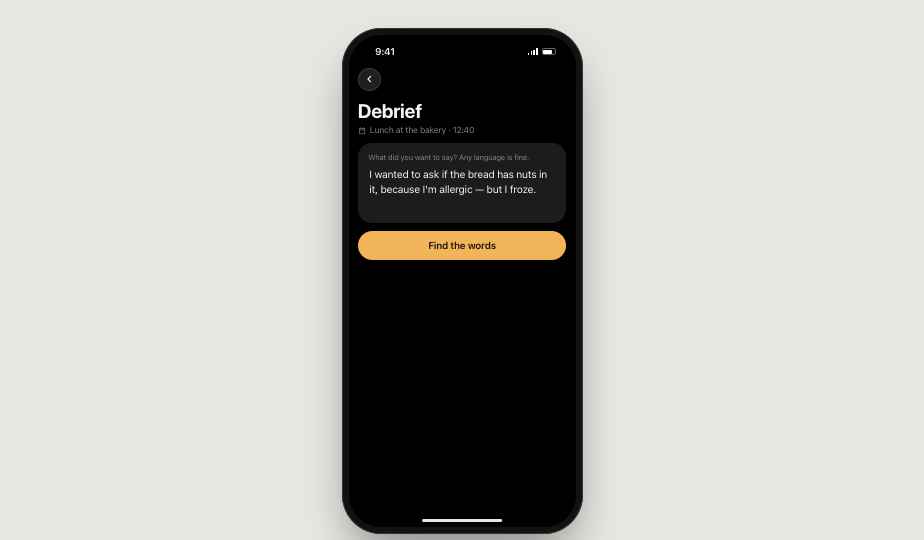 9:41
Debrief
Lunch at the bakery · 12:40
What did you want to say? Any language is fine.
I wanted to ask if the bread has nuts in
it, because I'm allergic — but I froze.
Find the words